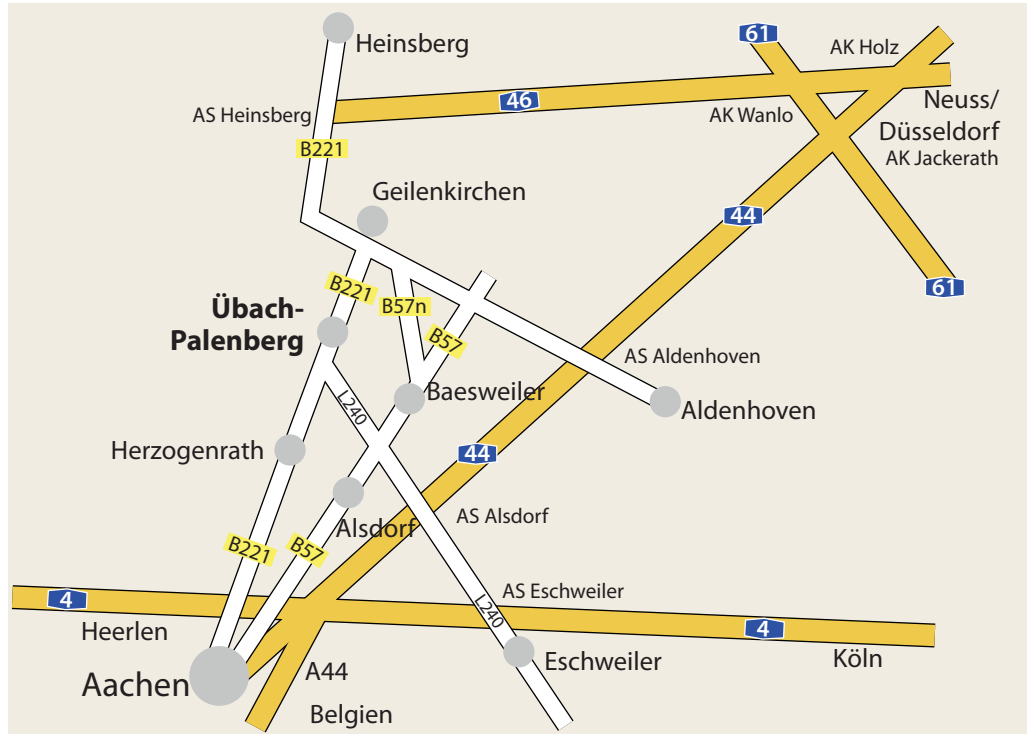 61
AK Holz
Heinsberg
46
AS Heinsberg
AK Wanlo
Neuss/
Düsseldorf
AK Jackerath
B221
Geilenkirchen
44
61
B221
B57n
Übach-
Palenberg
B57
AS Aldenhoven
Baesweiler
L240
Aldenhoven
Herzogenrath
44
Alsdorf
AS Alsdorf
B221
B57
4
AS Eschweiler
L240
Heerlen
4
Köln
Eschweiler
Aachen
A44
Belgien